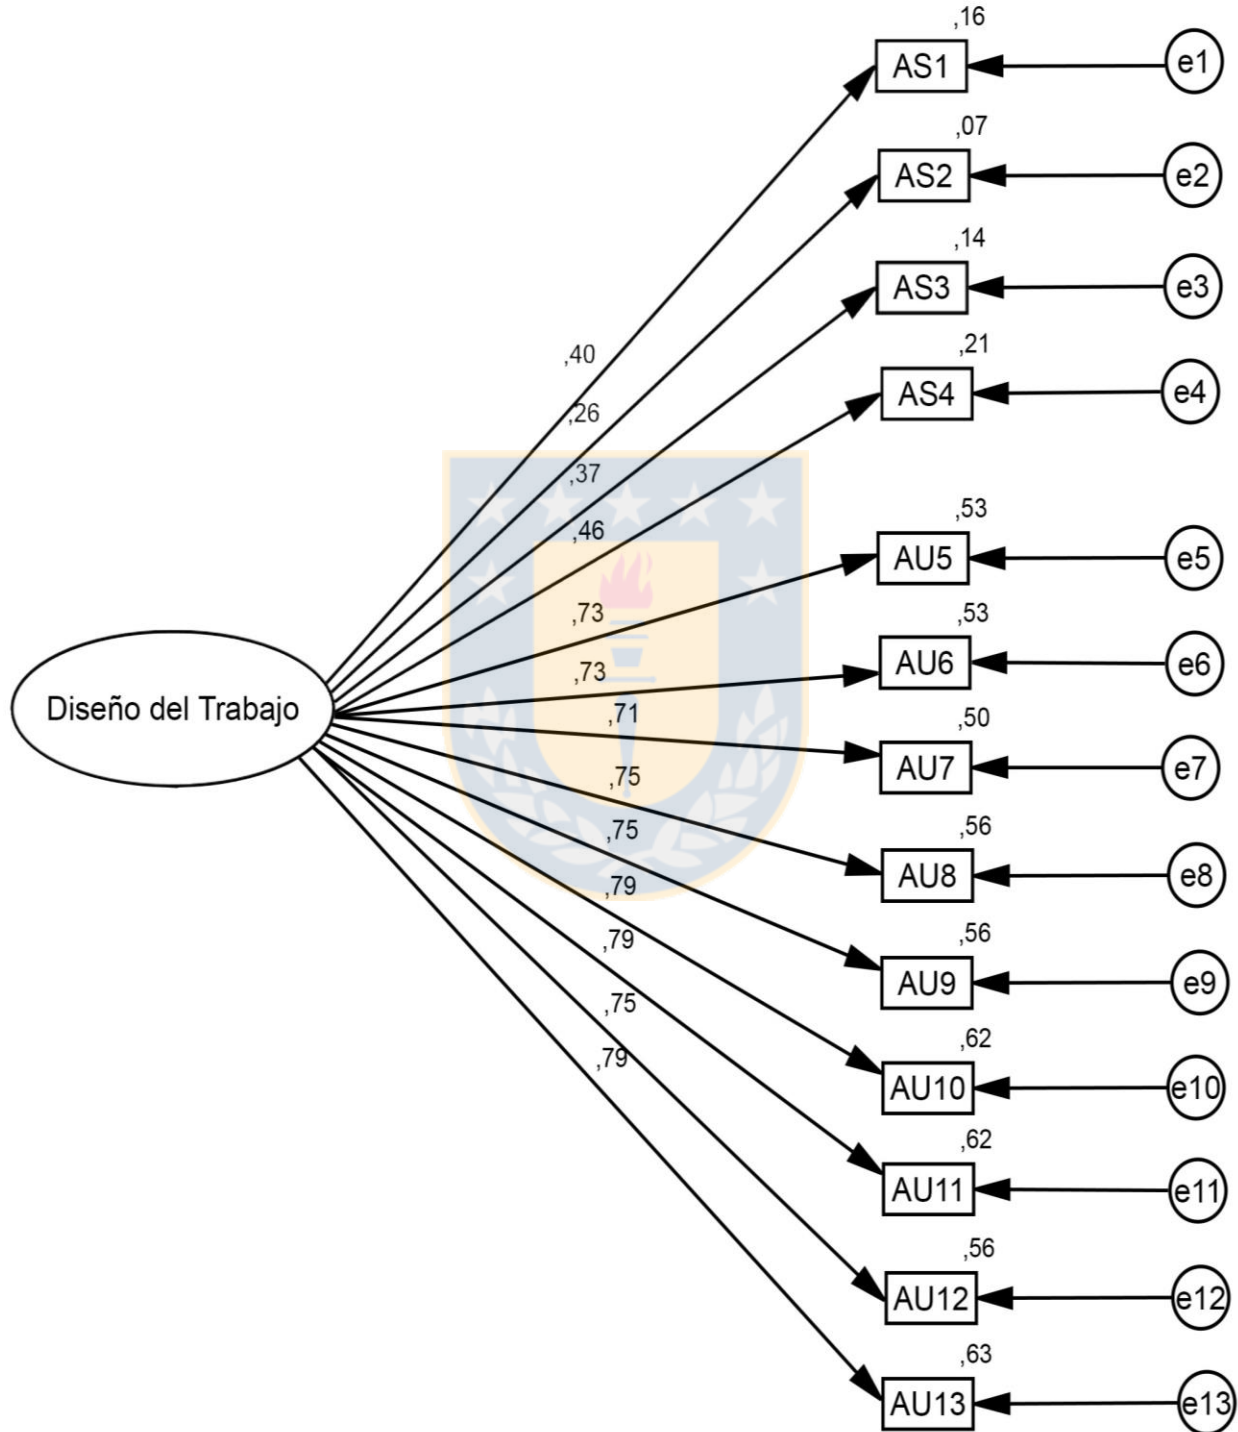 ,16
AS1
e1
,07
AS2
e2
,14
AS3
e3
,21
AS4
e4
,40
,26
,37
,46
,53
AU5
e5
,73
,53
AU6
e6
,73
Diseño del Trabajo
,71
,50
AU7
e7
,75
,75
,56
AU8
e8
,79
,79
,56
AU9
e9
,75
,79
,62
AU10
e10
,62
AU11
e11
,56
AU12
e12
,63
AU13
e13